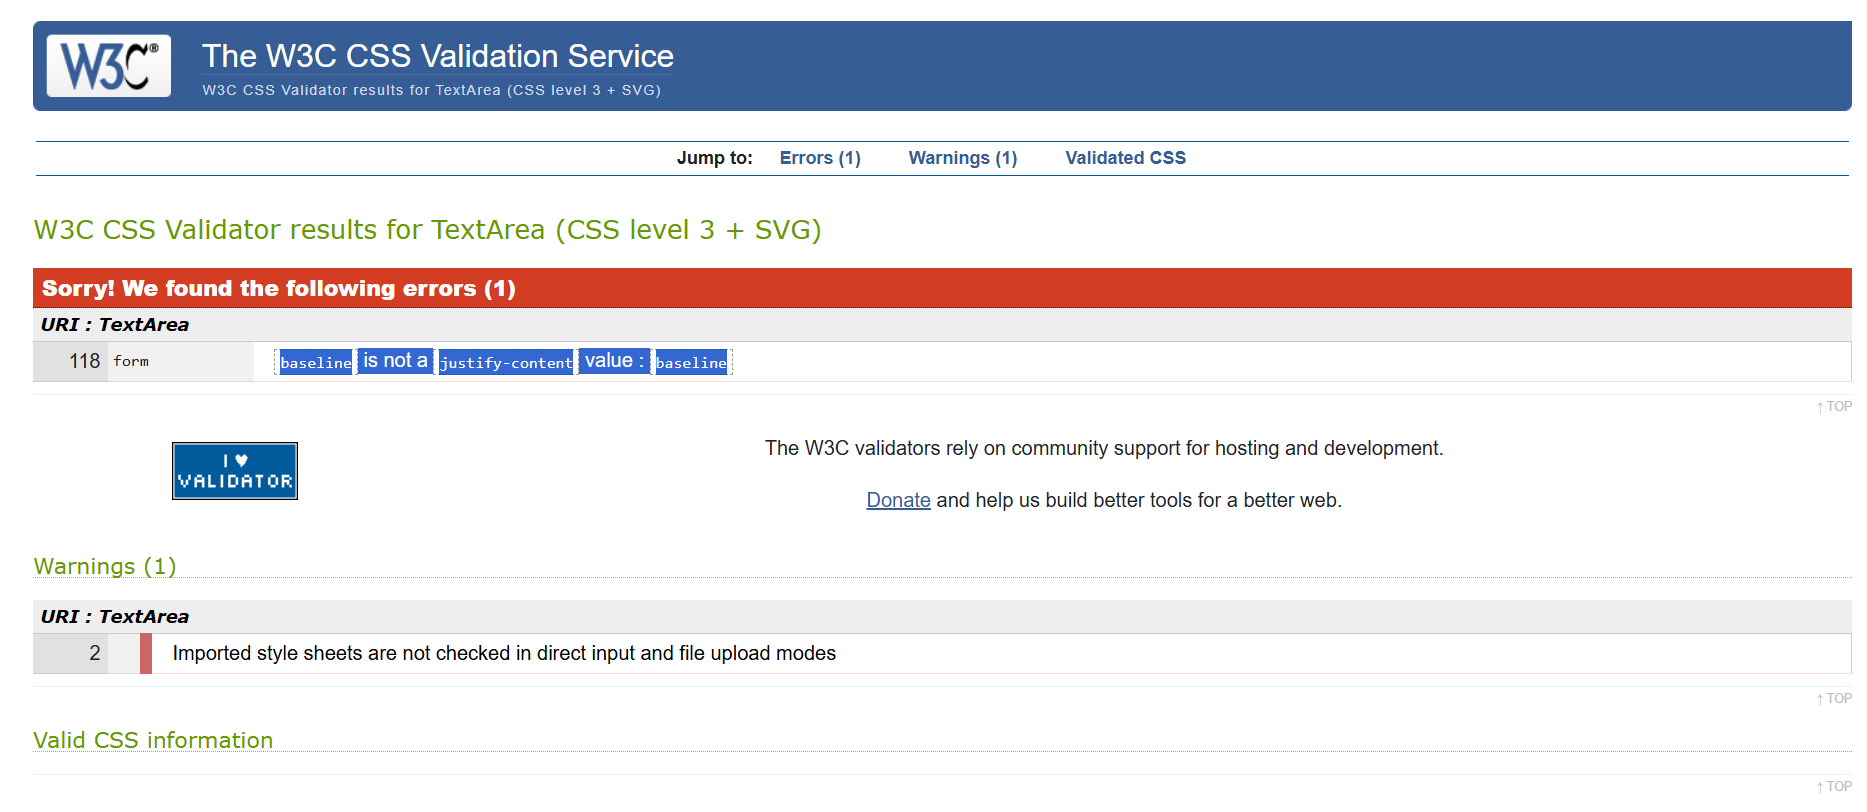 W3C®
The W3C CSS Validation Service
W3C CSS Validator results for TextArea (CSS level 3 + SVG)
Jump to: Errors (1) Warnings (1) Validated CSS
W3C CSS Validator results for TextArea (CSS level 3 + SVG)
Sorry! We found the following errors (1)
URI : TextArea
118 form baseline is not a justify-content value : baseline
↑ TOP
I ♥
VALIDATOR
The W3C validators rely on community support for hosting and development.
Donate and help us build better tools for a better web.
Warnings (1)
URI : TextArea
2 Imported style sheets are not checked in direct input and file upload modes
↑ TOP
Valid CSS information
↑ TOP